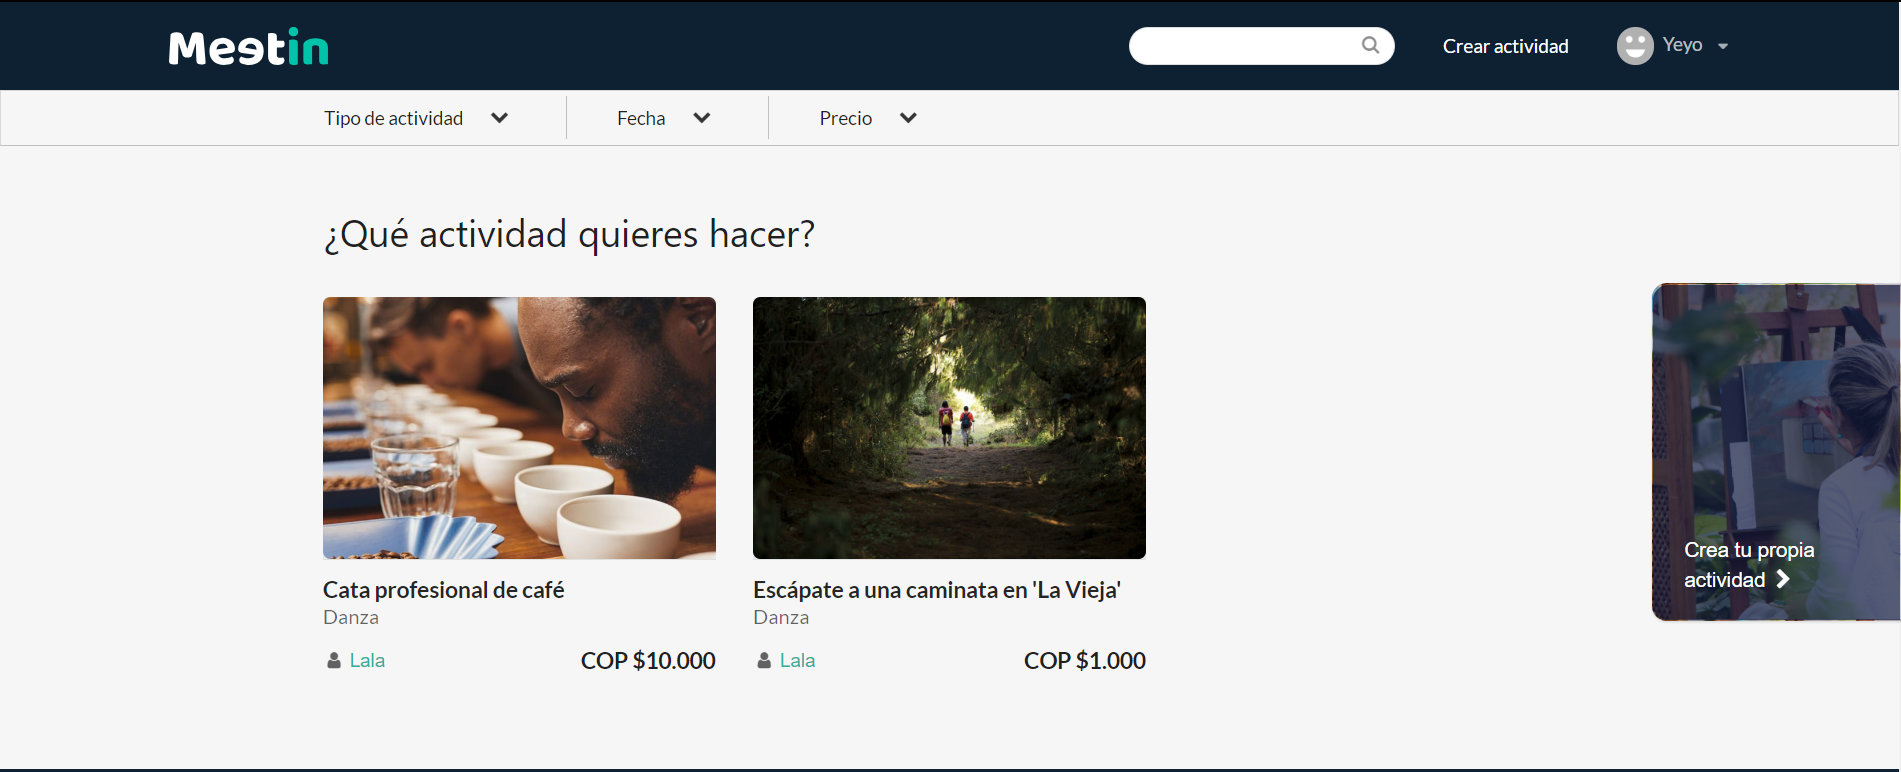 Meetin
Crear actividad
Yeyo
Tipo de actividad
Fecha
Precio
¿Qué actividad quieres hacer?
Cata profesional de café
Danza
Lala
COP $10.000
Escápate a una caminata en 'La Vieja'
Danza
Lala
COP $1.000
Crea tu propia
actividad